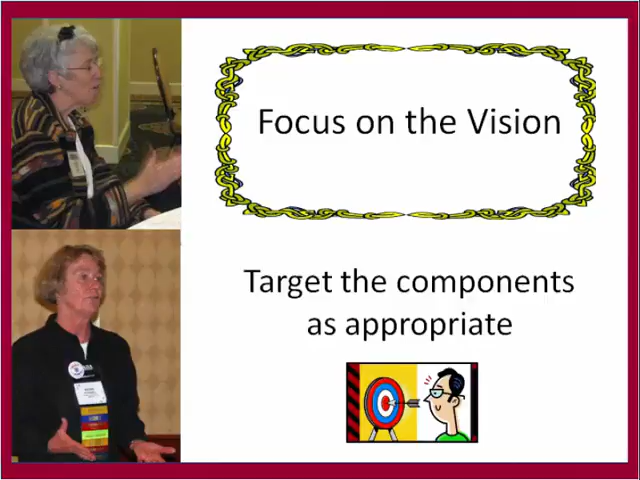 Focus on the Vision
Target the components
as appropriate